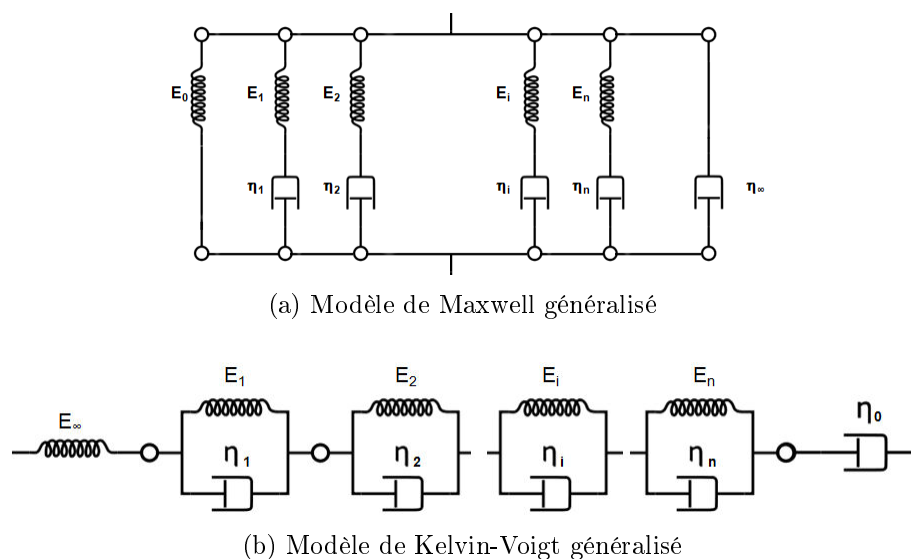 E₀ E₁ E₂ Eᵢ Eₙ
η₁ η₂ ηᵢ ηₙ η∞
(a) Modèle de Maxwell généralisé
E₁ E₂ Eᵢ Eₙ
E∞ η₀
η₁ η₂ ηᵢ ηₙ
(b) Modèle de Kelvin-Voigt généralisé